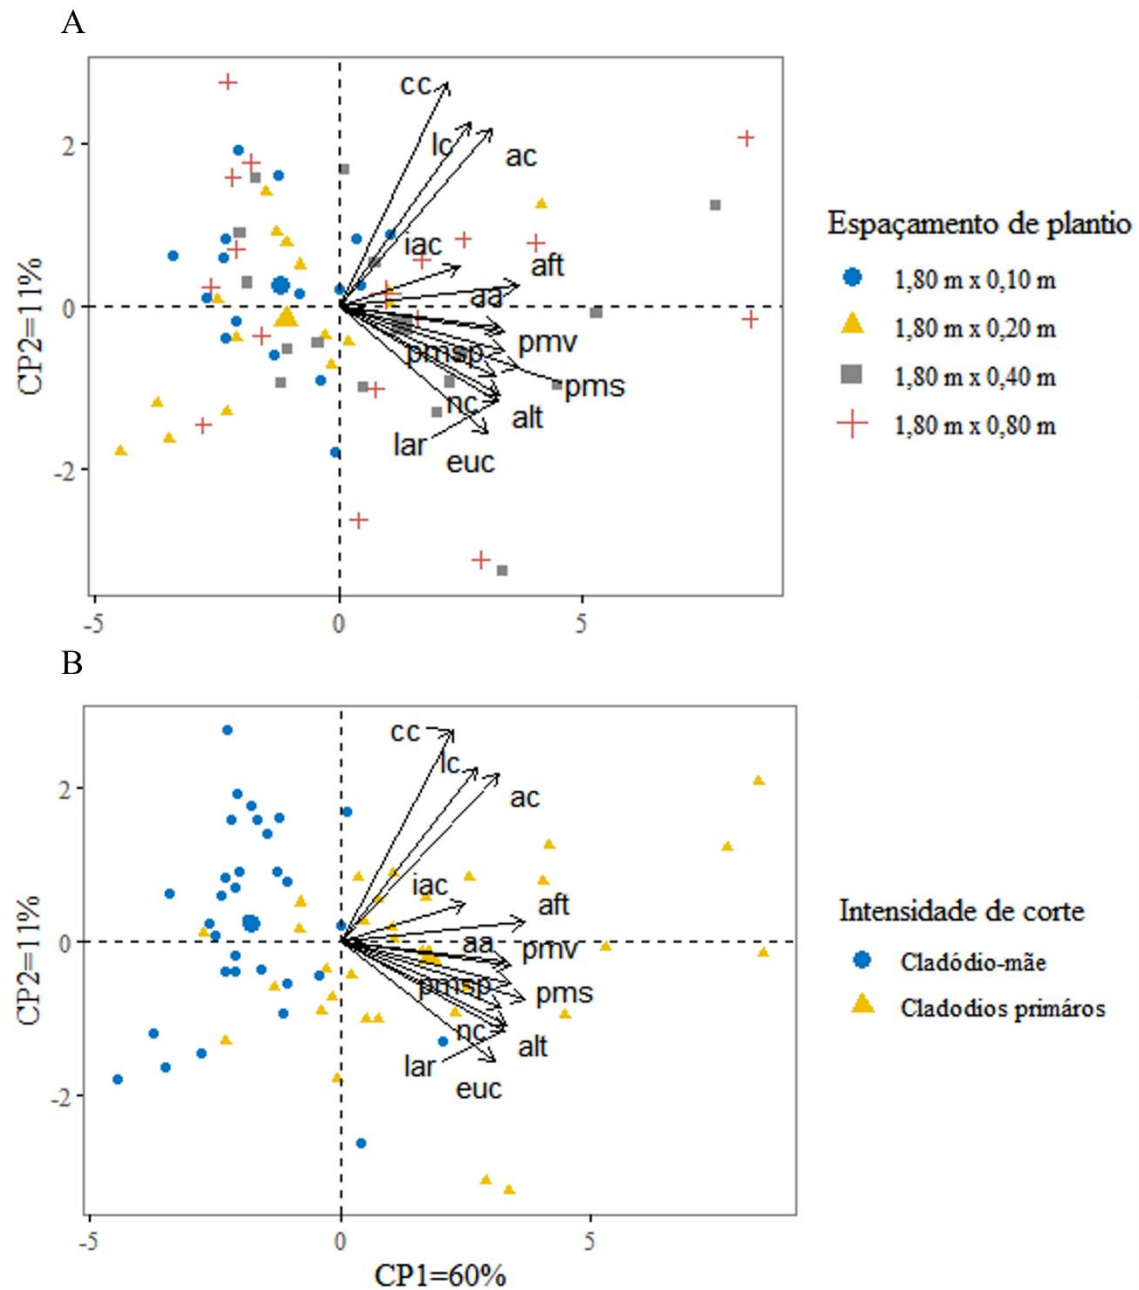 A
CP2=11%
2
0
-2
-5
0
5
cc
lc
ac
iac
aft
aa
pmv
pmsp
pms
nc
alt
lar
euc
Espaçamento de plantio
1,80 m x 0,10 m
1,80 m x 0,20 m
1,80 m x 0,40 m
1,80 m x 0,80 m
B
CP2=11%
2
0
-2
-5
0
5
CP1=60%
cc
lc
ac
iac
aft
aa
pmv
pmsp
pms
nc
alt
lar
euc
Intensidade de corte
Cladódio-mãe
Cladodios primáros